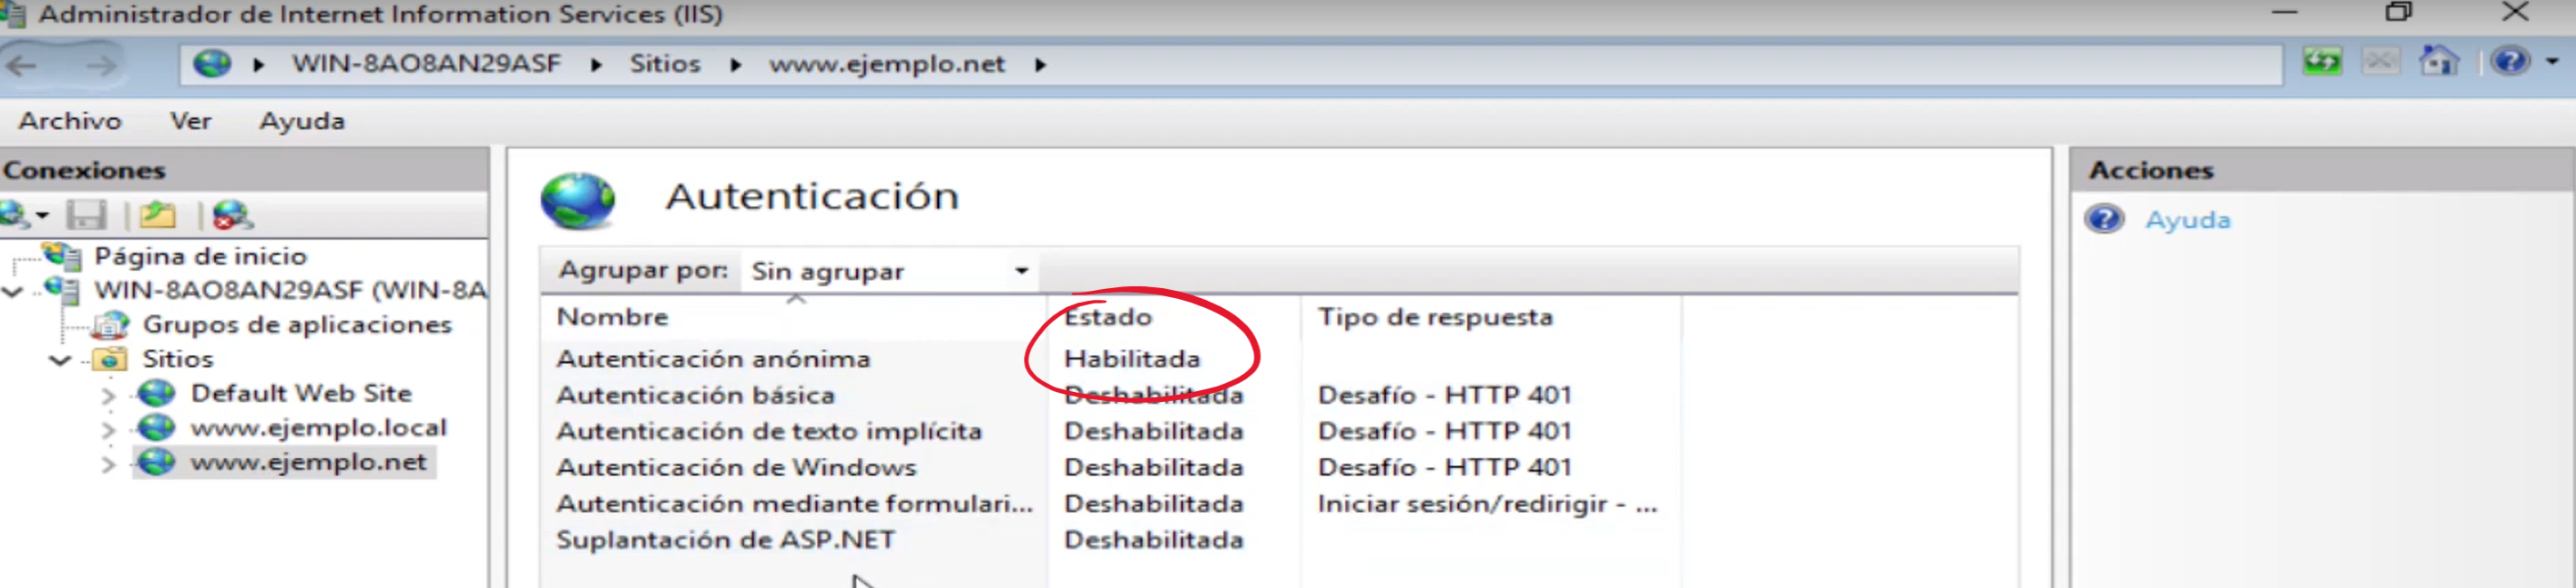 Administrador de Internet Information Services (IIS)
WIN-8AO8AN29ASF Sitios www.ejemplo.net
Archivo Ver Ayuda
Conexiones
Página de inicio
WIN-8AO8AN29ASF (WIN-8A
Grupos de aplicaciones
Sitios
Default Web Site
www.ejemplo.local
www.ejemplo.net
Autenticación
Agrupar por: Sin agrupar
Nombre Estado Tipo de respuesta
Autenticación anónima Habilitada
Autenticación básica Deshabilitada Desafío - HTTP 401
Autenticación de texto implícita Deshabilitada Desafío - HTTP 401
Autenticación de Windows Deshabilitada Desafío - HTTP 401
Autenticación mediante formulari... Deshabilitada Iniciar sesión/redirigir - ...
Suplantación de ASP.NET Deshabilitada
Acciones
Ayuda